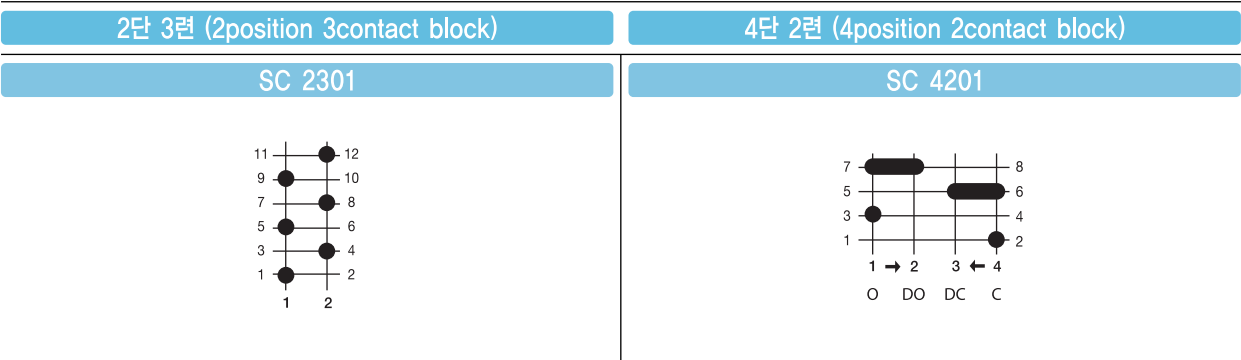 2단 3련 (2position 3contact block)
4단 2련 (4position 2contact block)
SC 2301
SC 4201
11 12
9 10
7 8
5 6
3 4
1 2
1 2
7 8
5 6
3 4
1 2
1 → 2 3 ← 4
O DO DC C